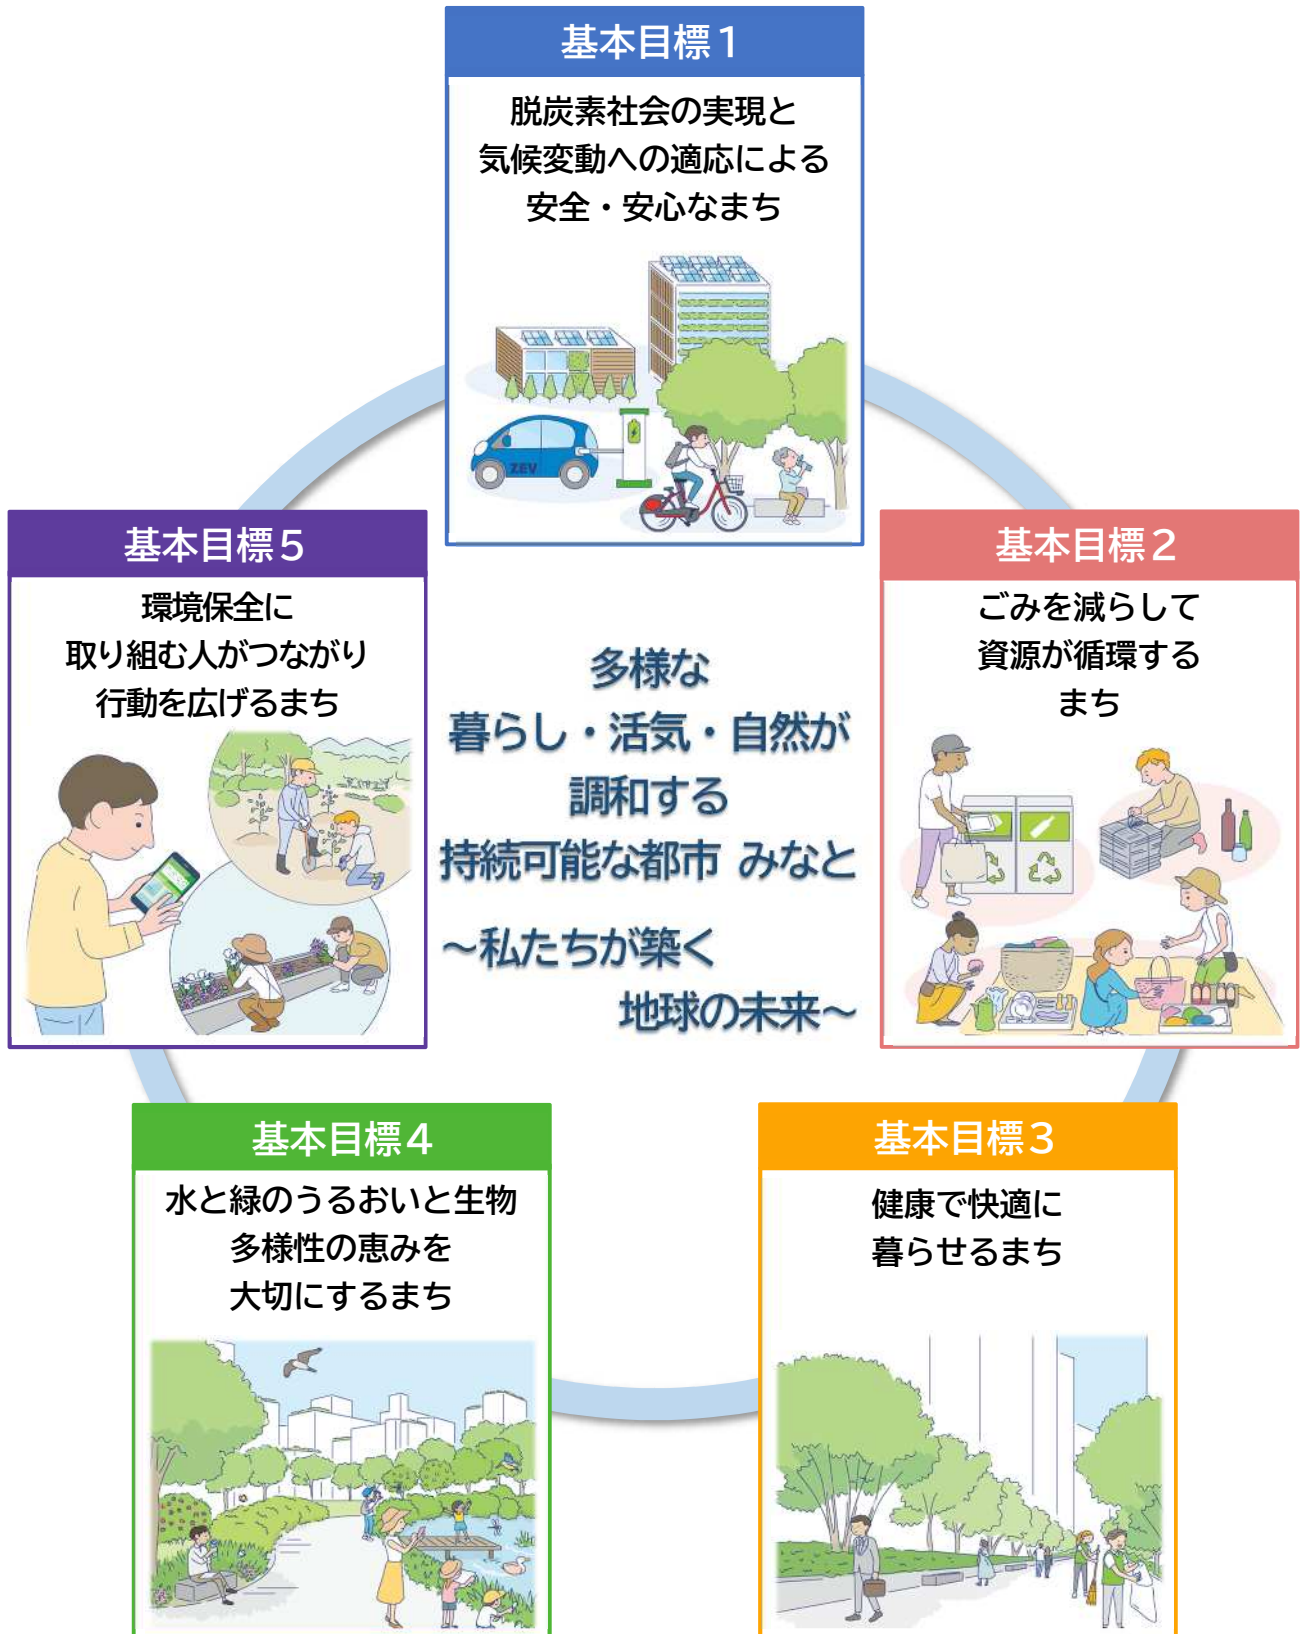 基本目標1
脱炭素社会の実現と
気候変動への適応による
安全・安心なまち
ZEV
基本目標2
ごみを減らして
資源が循環する
まち
基本目標3
健康で快適に
暮らせるまち
基本目標4
水と緑のうるおいと生物
多様性の恵みを
大切にするまち
基本目標5
環境保全に
取り組む人がつながり
行動を広げるまち
多様な
暮らし・活気・自然が
調和する
持続可能な都市 みなと
～私たちが築く
地球の未来～